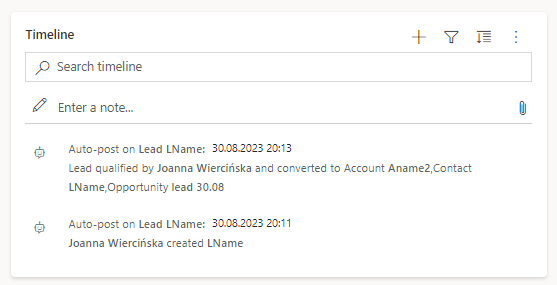 Timeline
Search timeline
Enter a note...
Auto-post on Lead LName: 30.08.2023 20:13
Lead qualified by Joanna Wiercińska and converted to Account Aname2,Contact
LName,Opportunity lead 30.08
Auto-post on Lead LName: 30.08.2023 20:11
Joanna Wiercińska created LName